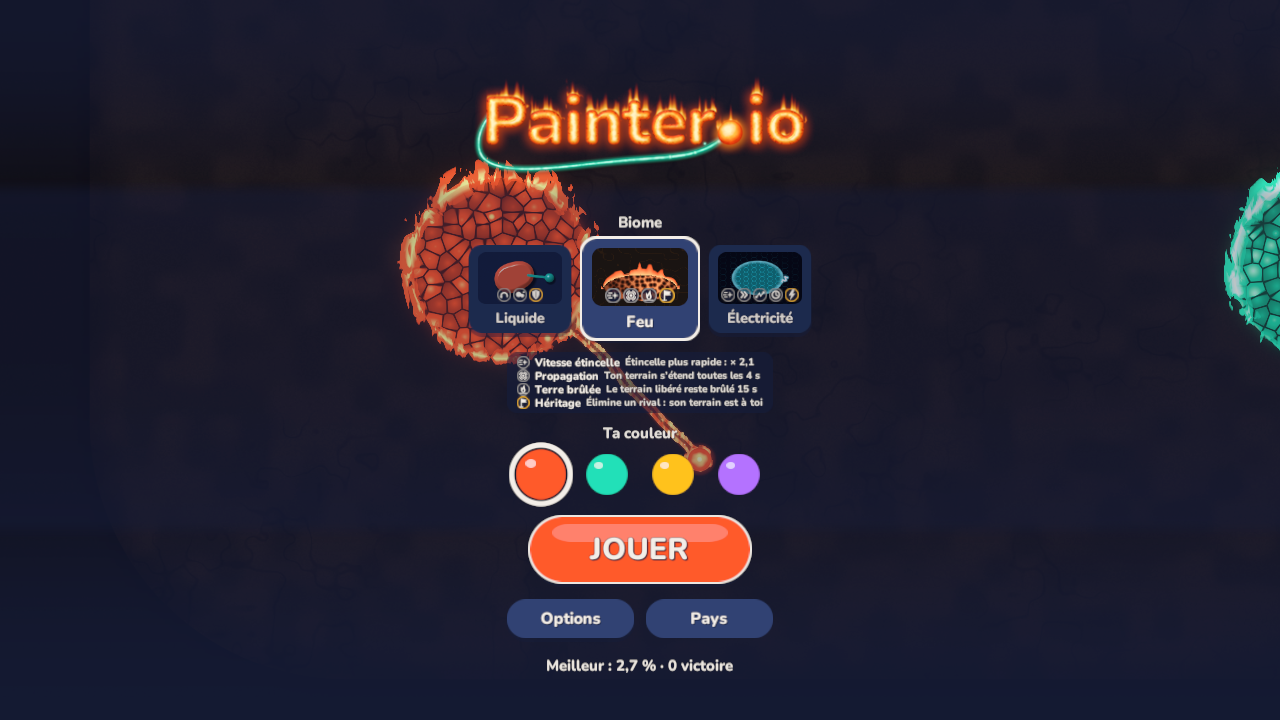 Painter.io
Biome
Liquide
Feu
Électricité
Vitesse étincelle Étincelle plus rapide : × 2,1
Propagation Ton terrain s'étend toutes les 4 s
Terre brûlée Le terrain libéré reste brûlé 15 s
Héritage Élimine un rival : son terrain est à toi
Ta couleur
JOUER
Options
Pays
Meilleur : 2,7 % · 0 victoire